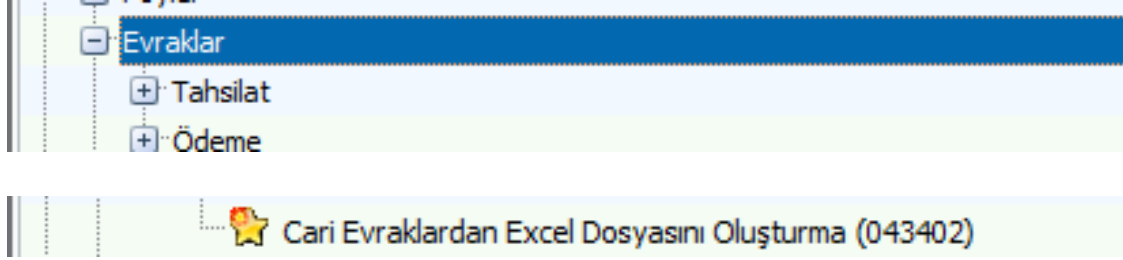 Evraklar
Tahsilat
Ödeme
Cari Evraklardan Excel Dosyasını Oluşturma (043402)